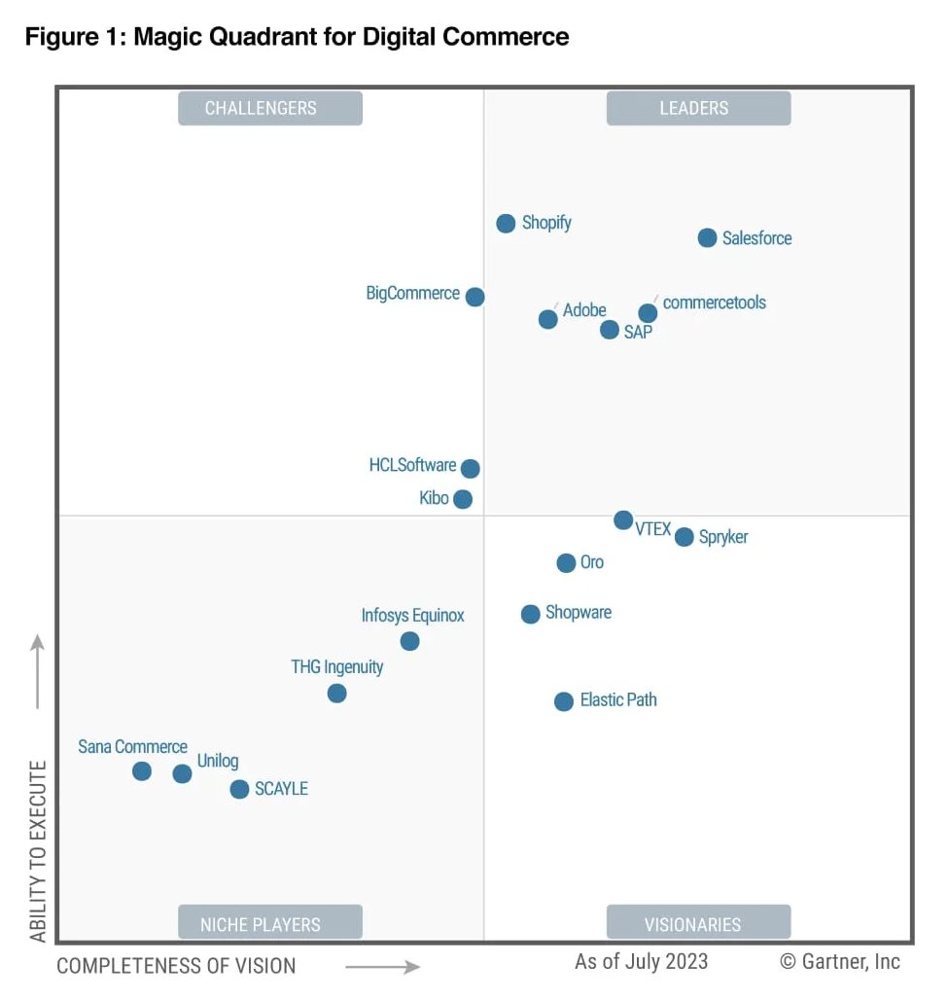 Figure 1: Magic Quadrant for Digital Commerce
CHALLENGERS
LEADERS
Shopify
Salesforce
BigCommerce
Adobe
commercetools
SAP
HCLSoftware
Kibo
VTEX
Spryker
Oro
Shopware
Infosys Equinox
THG Ingenuity
Elastic Path
Sana Commerce
Unilog
SCAYLE
ABILITY TO EXECUTE
NICHE PLAYERS
VISIONARIES
COMPLETENESS OF VISION
As of July 2023
© Gartner, Inc